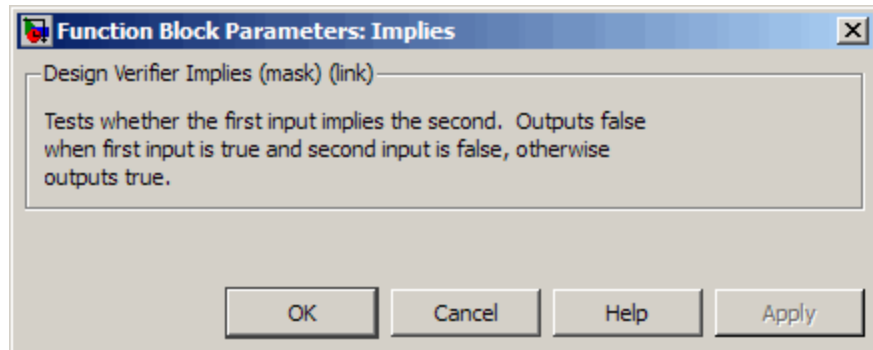 Function Block Parameters: Implies
Design Verifier Implies (mask) (link)
Tests whether the first input implies the second.  Outputs false
when first input is true and second input is false, otherwise
outputs true.
OK
Cancel
Help
Apply